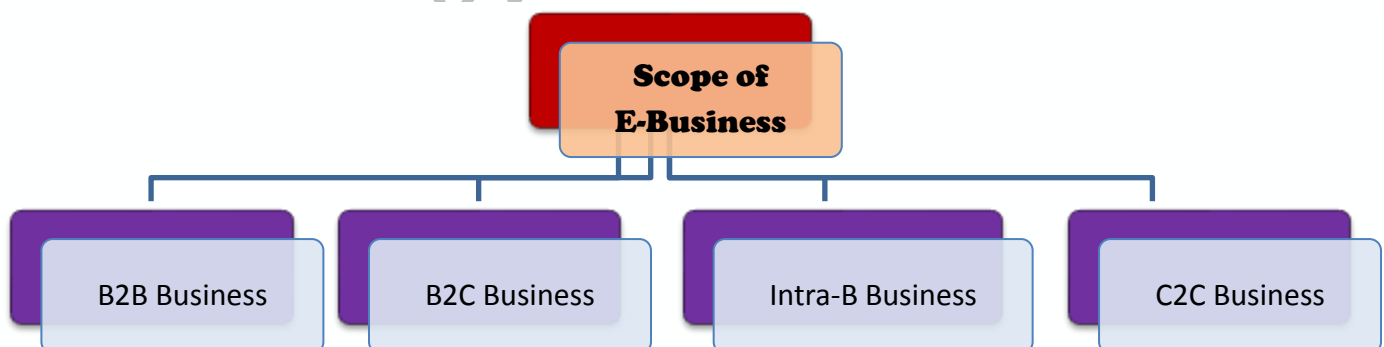 Scope of
E-Business
B2B Business
B2C Business
Intra-B Business
C2C Business